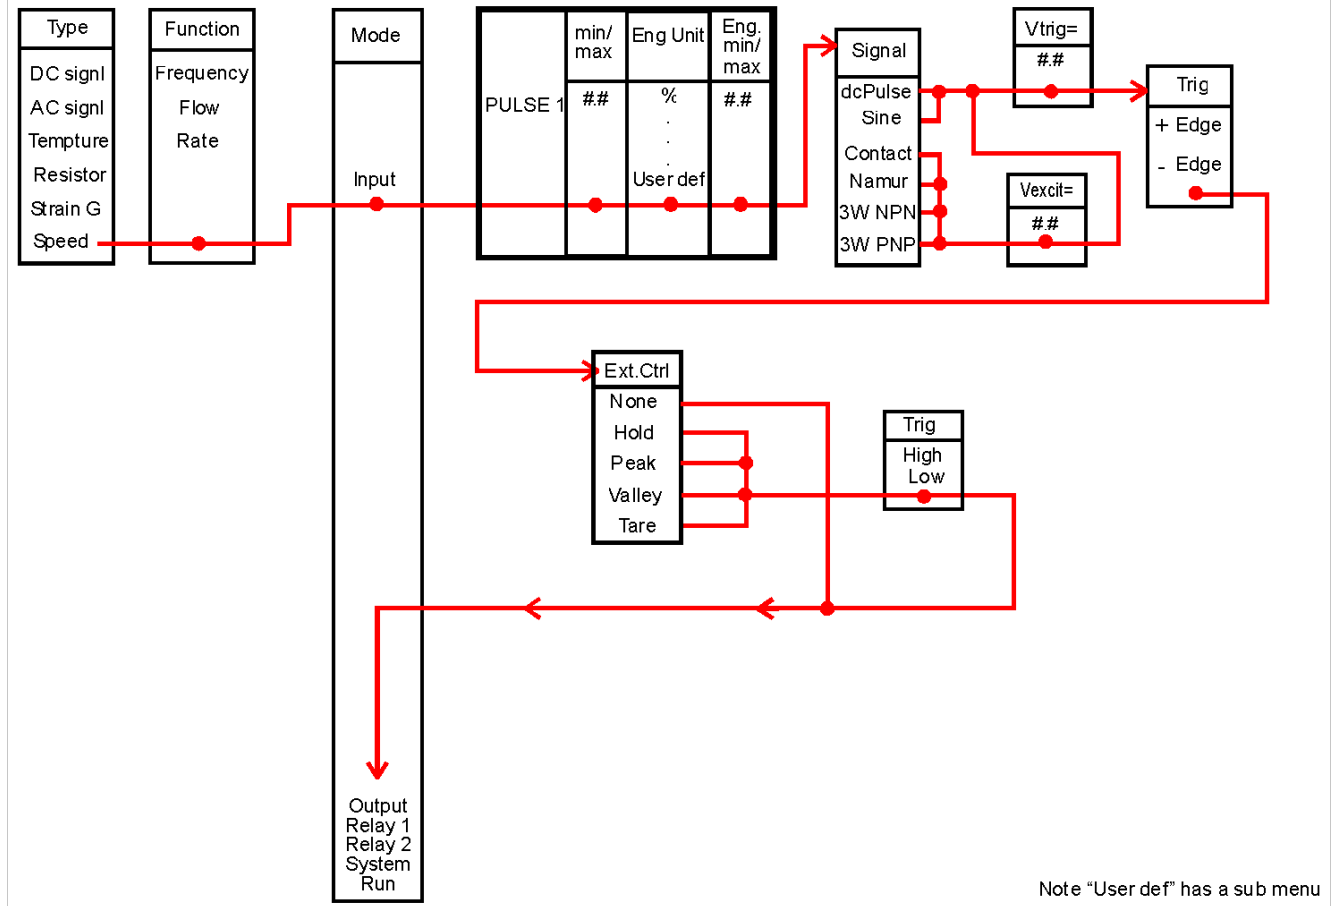 Type
DC signl
AC signl
Tempture
Resistor
Strain G
Speed
Function
Frequency
Flow
Rate
Mode
Input
PULSE 1
min/
max
#.#
Eng Unit
%
.
.
.
User def
Eng.
min/
max
#.#
Signal
dcPulse
Sine
Contact
Namur
3W NPN
3W PNP
Vtrig=
#.#
Vexcit=
#.#
Trig
+ Edge
- Edge
Ext.Ctrl
None
Hold
Peak
Valley
Tare
Trig
High
Low
Output
Relay 1
Relay 2
System
Run
Note “User def” has a sub menu